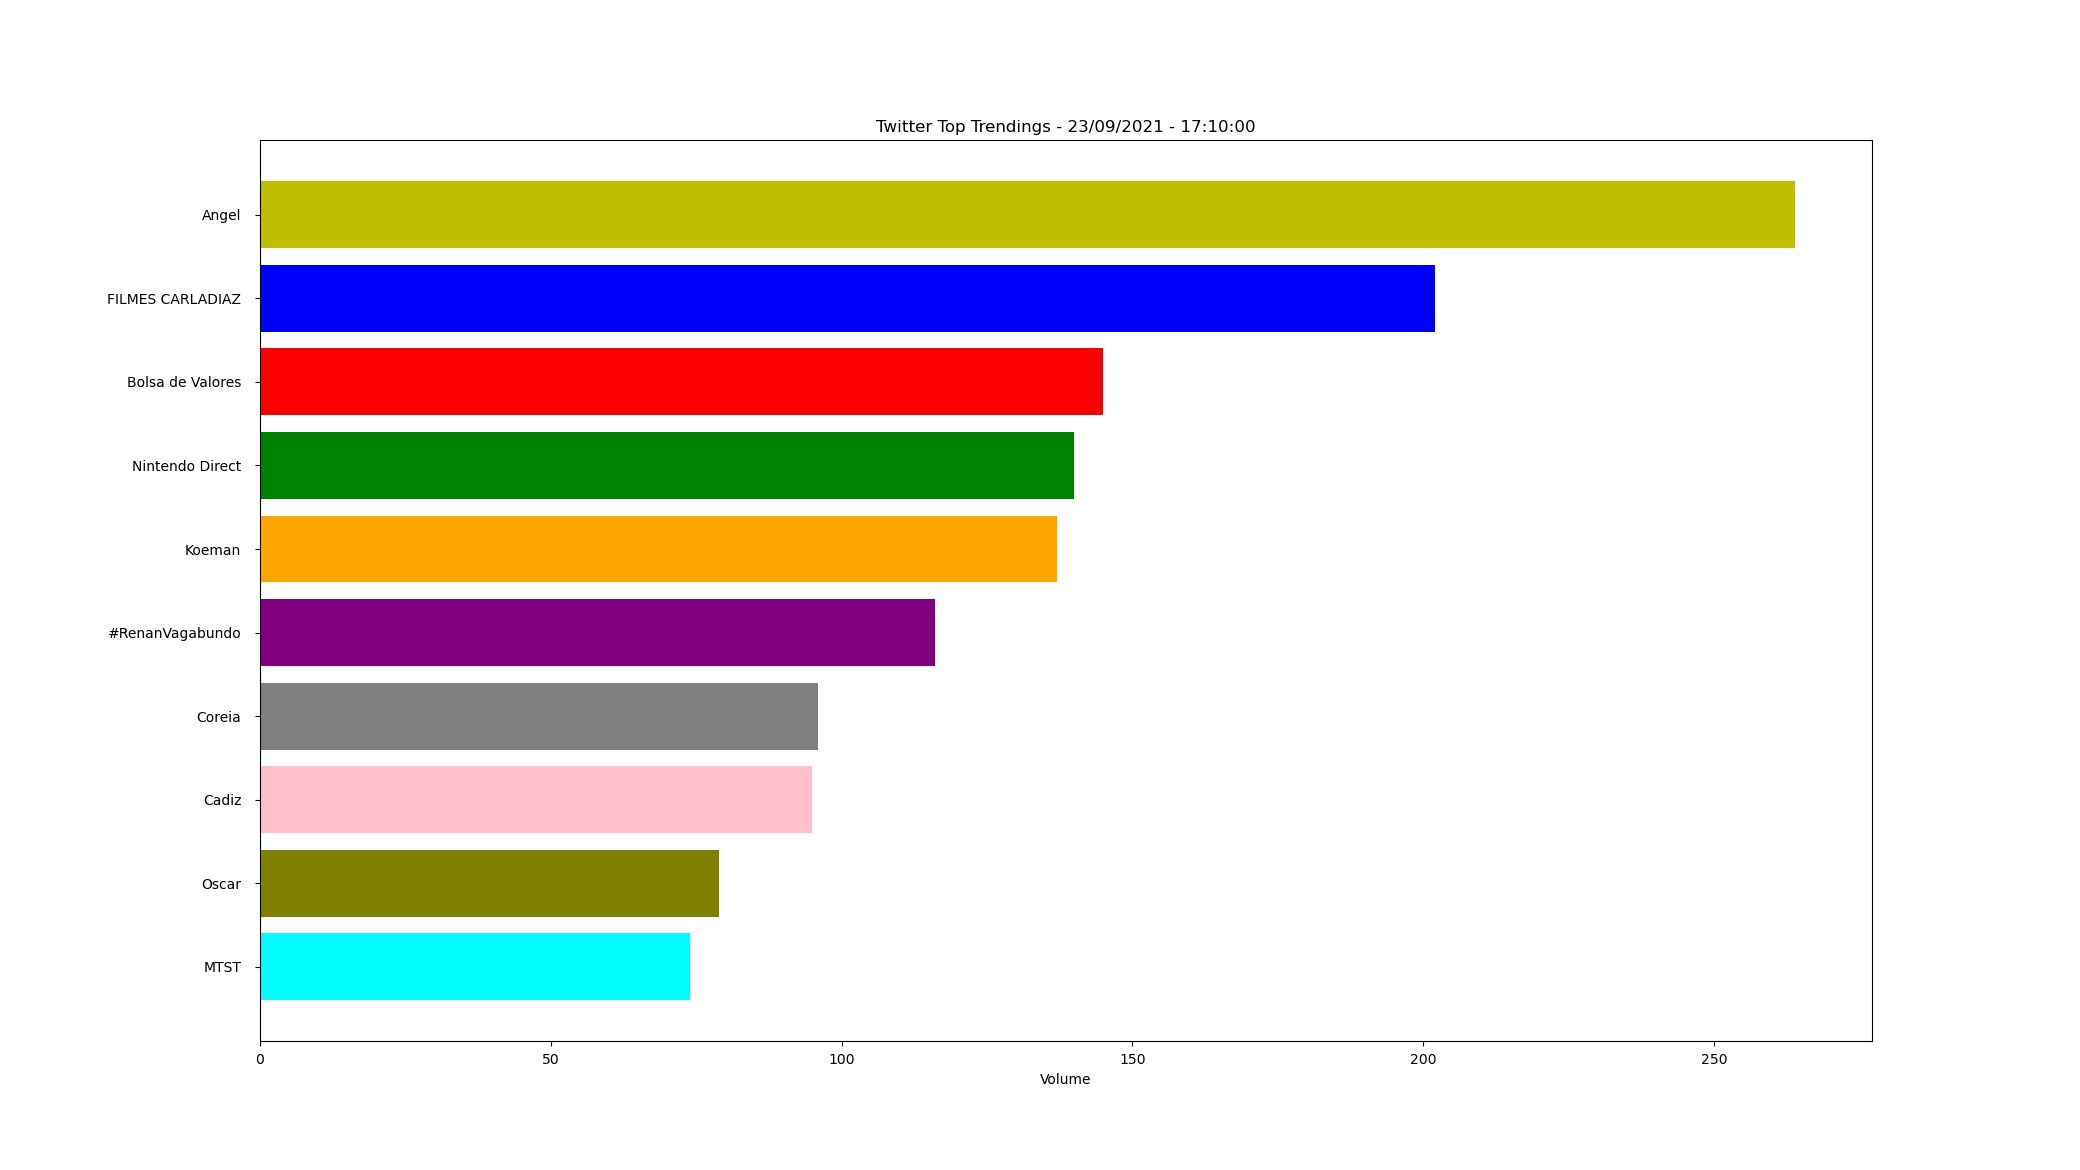 Twitter Top Trendings - 23/09/2021 - 17:10:00
Angel
FILMES CARLADIAZ
Bolsa de Valores
Nintendo Direct
Koeman
#RenanVagabundo
Coreia
Cadiz
Oscar
MTST
0 50 100 150 200 250
Volume